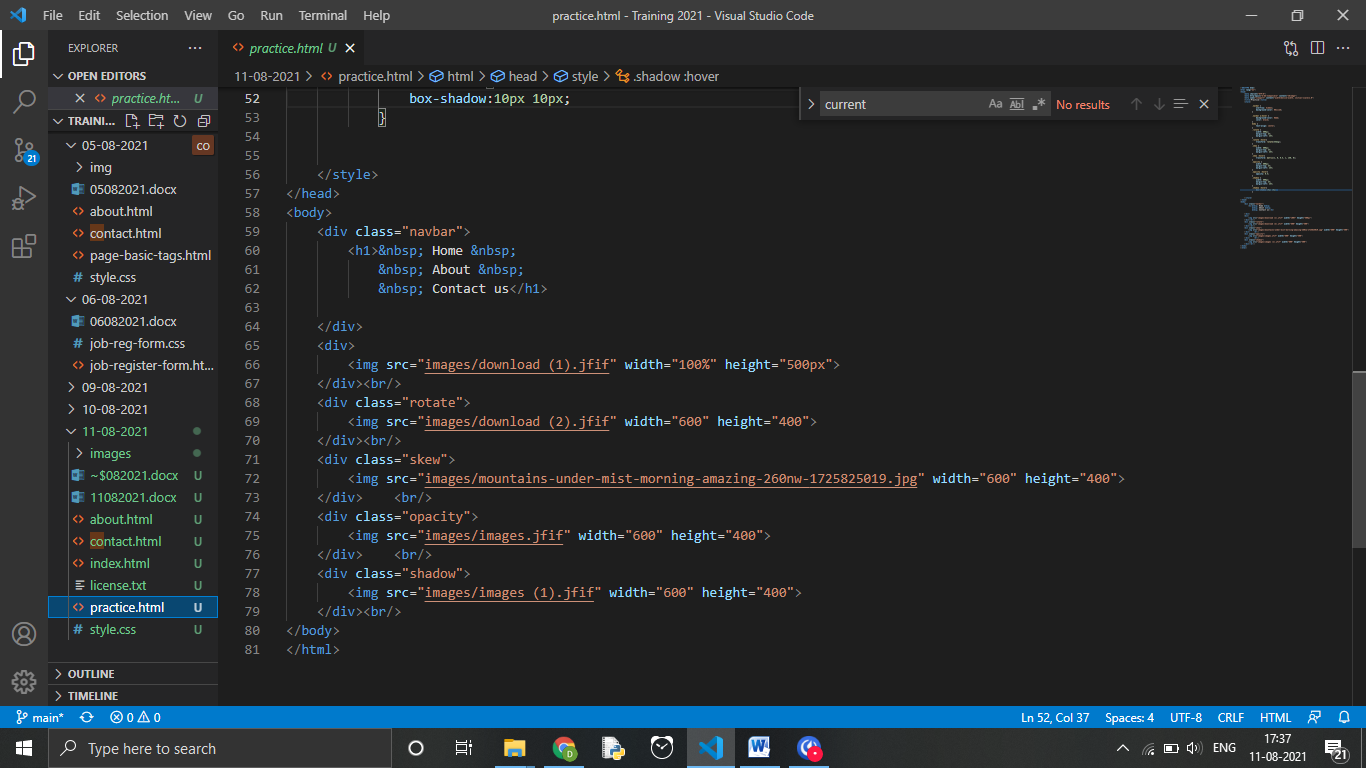 File Edit Selection View Go Run Terminal Help practice.html - Training 2021 - Visual Studio Code
EXPLORER ···
practice.html U
OPEN EDITORS
practice.ht... U
TRAINI...
05-08-2021 co
img
05082021.docx
about.html
contact.html
page-basic-tags.html
style.css
06-08-2021
06082021.docx
job-reg-form.css
job-register-form.ht...
09-08-2021
10-08-2021
11-08-2021
images
~$082021.docx U
11082021.docx U
about.html U
contact.html U
index.html U
license.txt U
practice.html U
style.css U
OUTLINE
TIMELINE
11-08-2021 > practice.html > html > head > style > .shadow :hover
current Aa Abl .* No results
52 box-shadow:10px 10px;
53 }
54
55
56 </style>
57 </head>
58 <body>
59 <div class="navbar">
60 <h1>&nbsp; Home &nbsp;
61 &nbsp; About &nbsp;
62 &nbsp; Contact us</h1>
63
64 </div>
65 <div>
66 <img src="images/download (1).jfif" width="100%" height="500px">
67 </div><br/>
68 <div class="rotate">
69 <img src="images/download (2).jfif" width="600" height="400">
70 </div><br/>
71 <div class="skew">
72 <img src="images/mountains-under-mist-morning-amazing-260nw-1725825019.jpg" width="600" height="400">
73 </div> <br/>
74 <div class="opacity">
75 <img src="images/images.jfif" width="600" height="400">
76 </div> <br/>
77 <div class="shadow">
78 <img src="images/images (1).jfif" width="600" height="400">
79 </div><br/>
80 </body>
81 </html>
21
main* 0 0 Ln 52, Col 37 Spaces: 4 UTF-8 CRLF HTML
Type here to search
ENG
17:37
11-08-2021
21